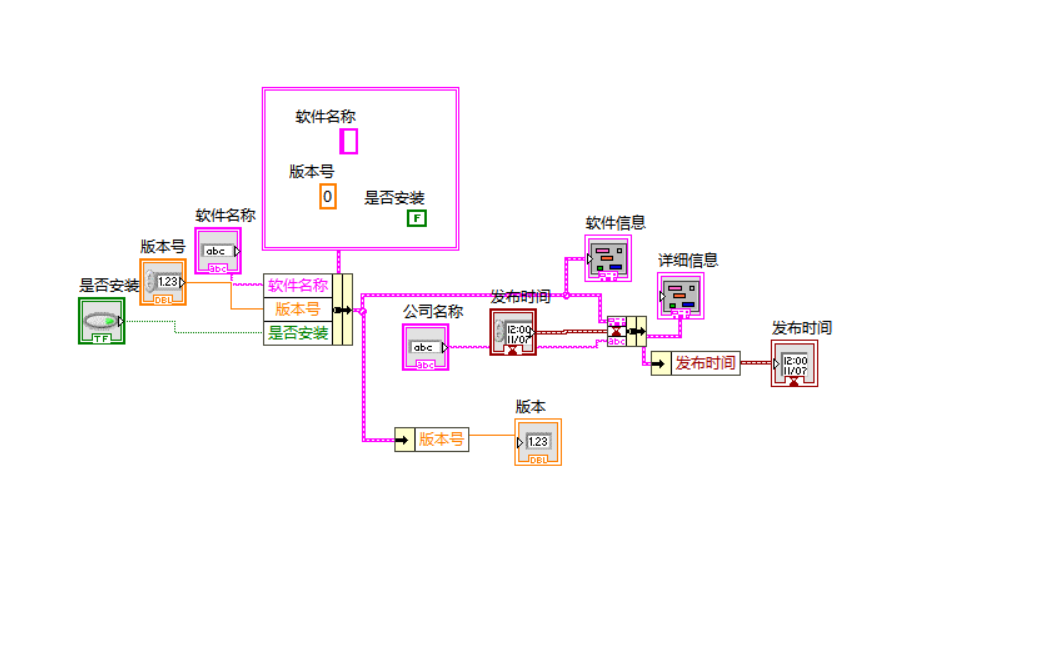 软件名称
版本号
0
是否安装
F
软件名称
abc
abc
版本号
1.23
DBL
是否安装
TF
软件名称
版本号
是否安装
软件信息
详细信息
发布时间
12:00
11/07
公司名称
abc
abc
abc
发布时间
发布时间
12:00
11/07
版本号
版本
1.23
DBL